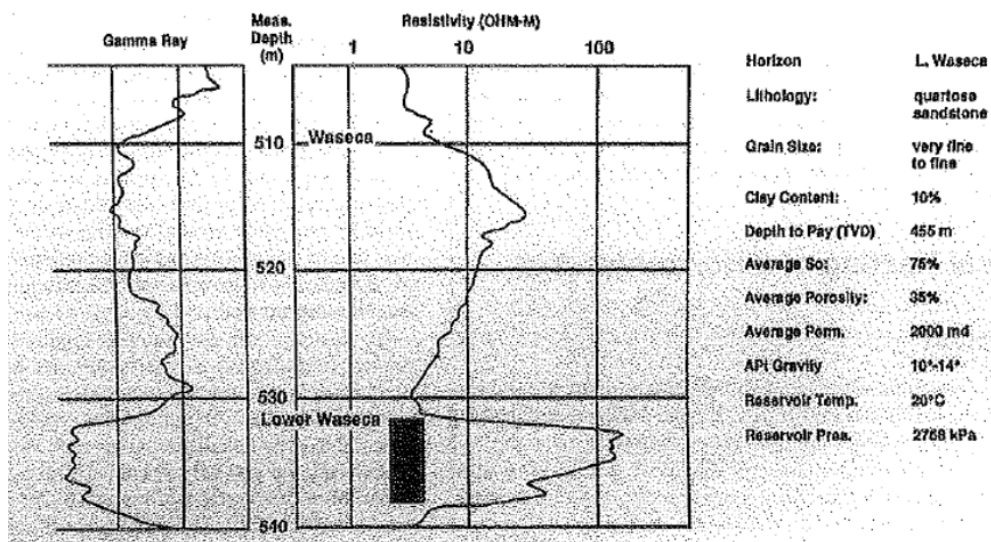 Gamma Ray
Meas.
Depth
(m)
Resistivity (OHM-M)
1
10
100
510
520
530
540
Waseca
Lower Waseca
Horizon L. Waseca
Lithology: quartose
sandstone
Grain Size: very fine
to fine
Clay Content: 10%
Depth to Pay (TVD) 455 m
Average So: 75%
Average Porosity: 35%
Average Perm. 2000 md
API Gravity 10°-14°
Reservoir Temp. 20°C
Reservoir Pres. 2758 kPa